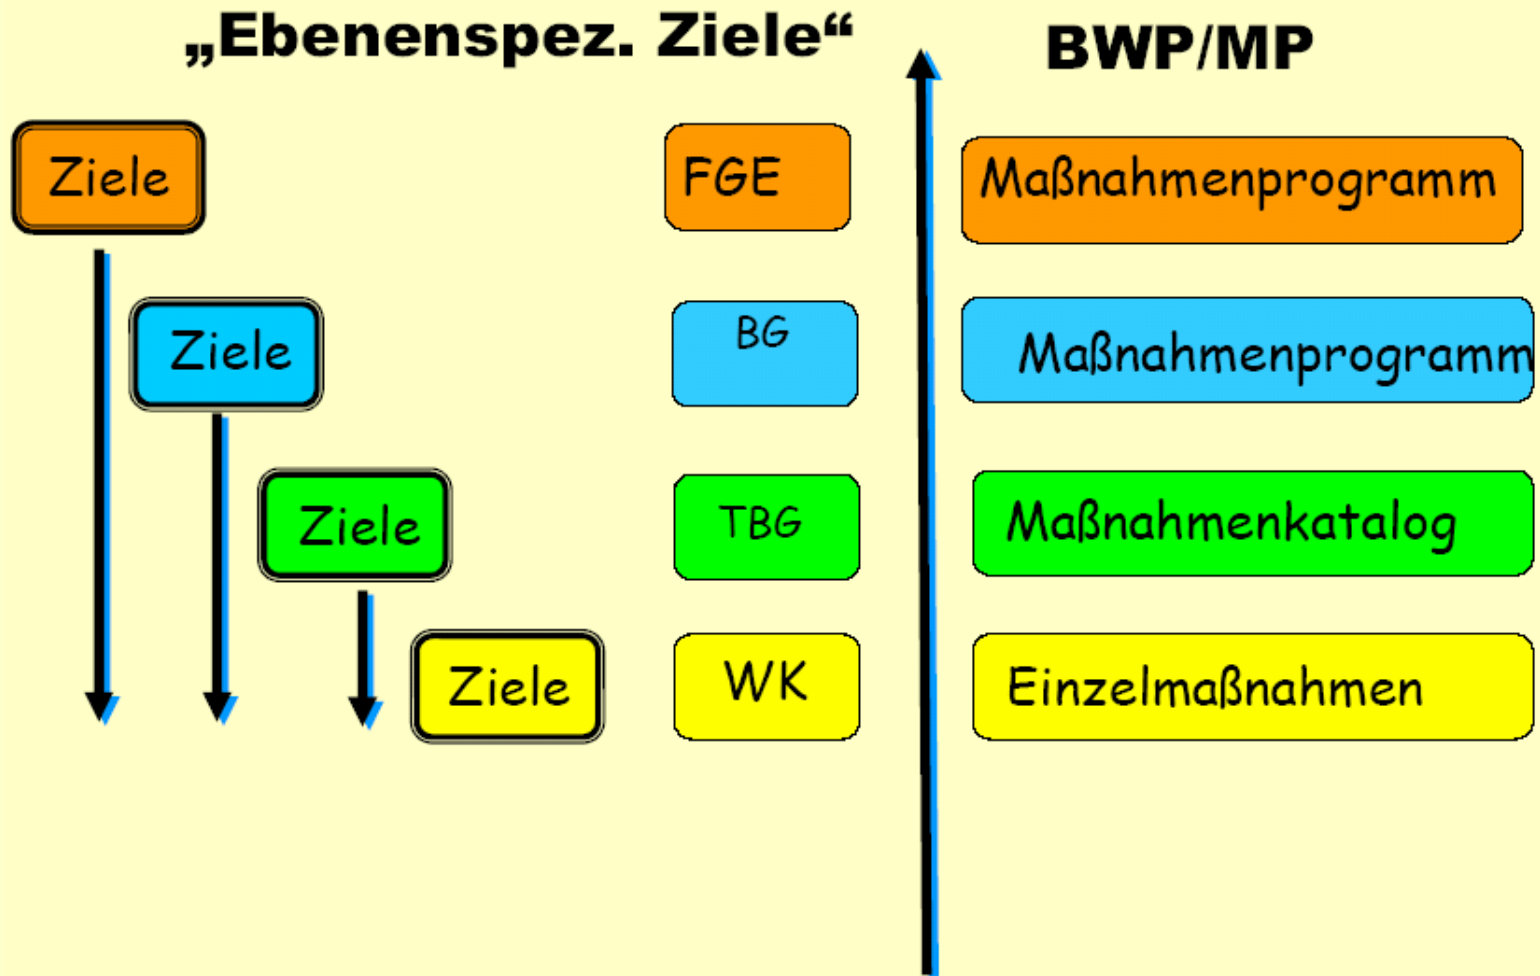 „Ebenenspez. Ziele“
BWP/MP
Ziele
FGE
Maßnahmenprogramm
Ziele
BG
Maßnahmenprogramm
Ziele
TBG
Maßnahmenkatalog
Ziele
WK
Einzelmaßnahmen